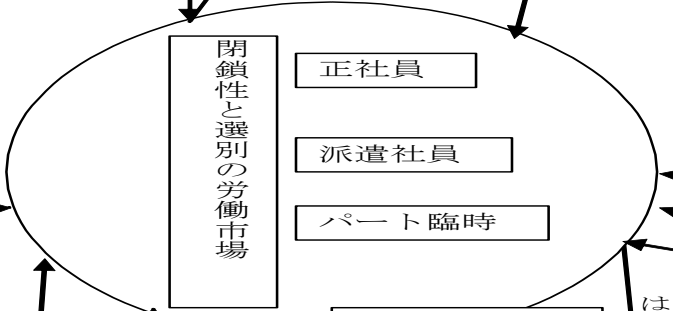 閉鎖性と選別の労働市場
正社員
派遣社員
パート臨時
は